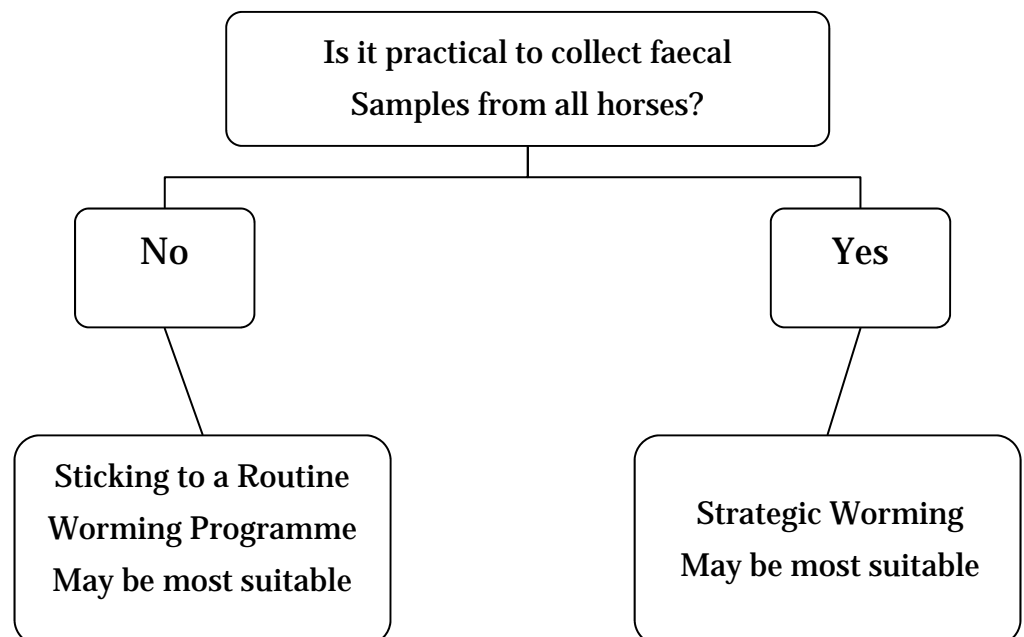 Is it practical to collect faecal
Samples from all horses?
No
Yes
Sticking to a Routine
Worming Programme
May be most suitable
Strategic Worming
May be most suitable